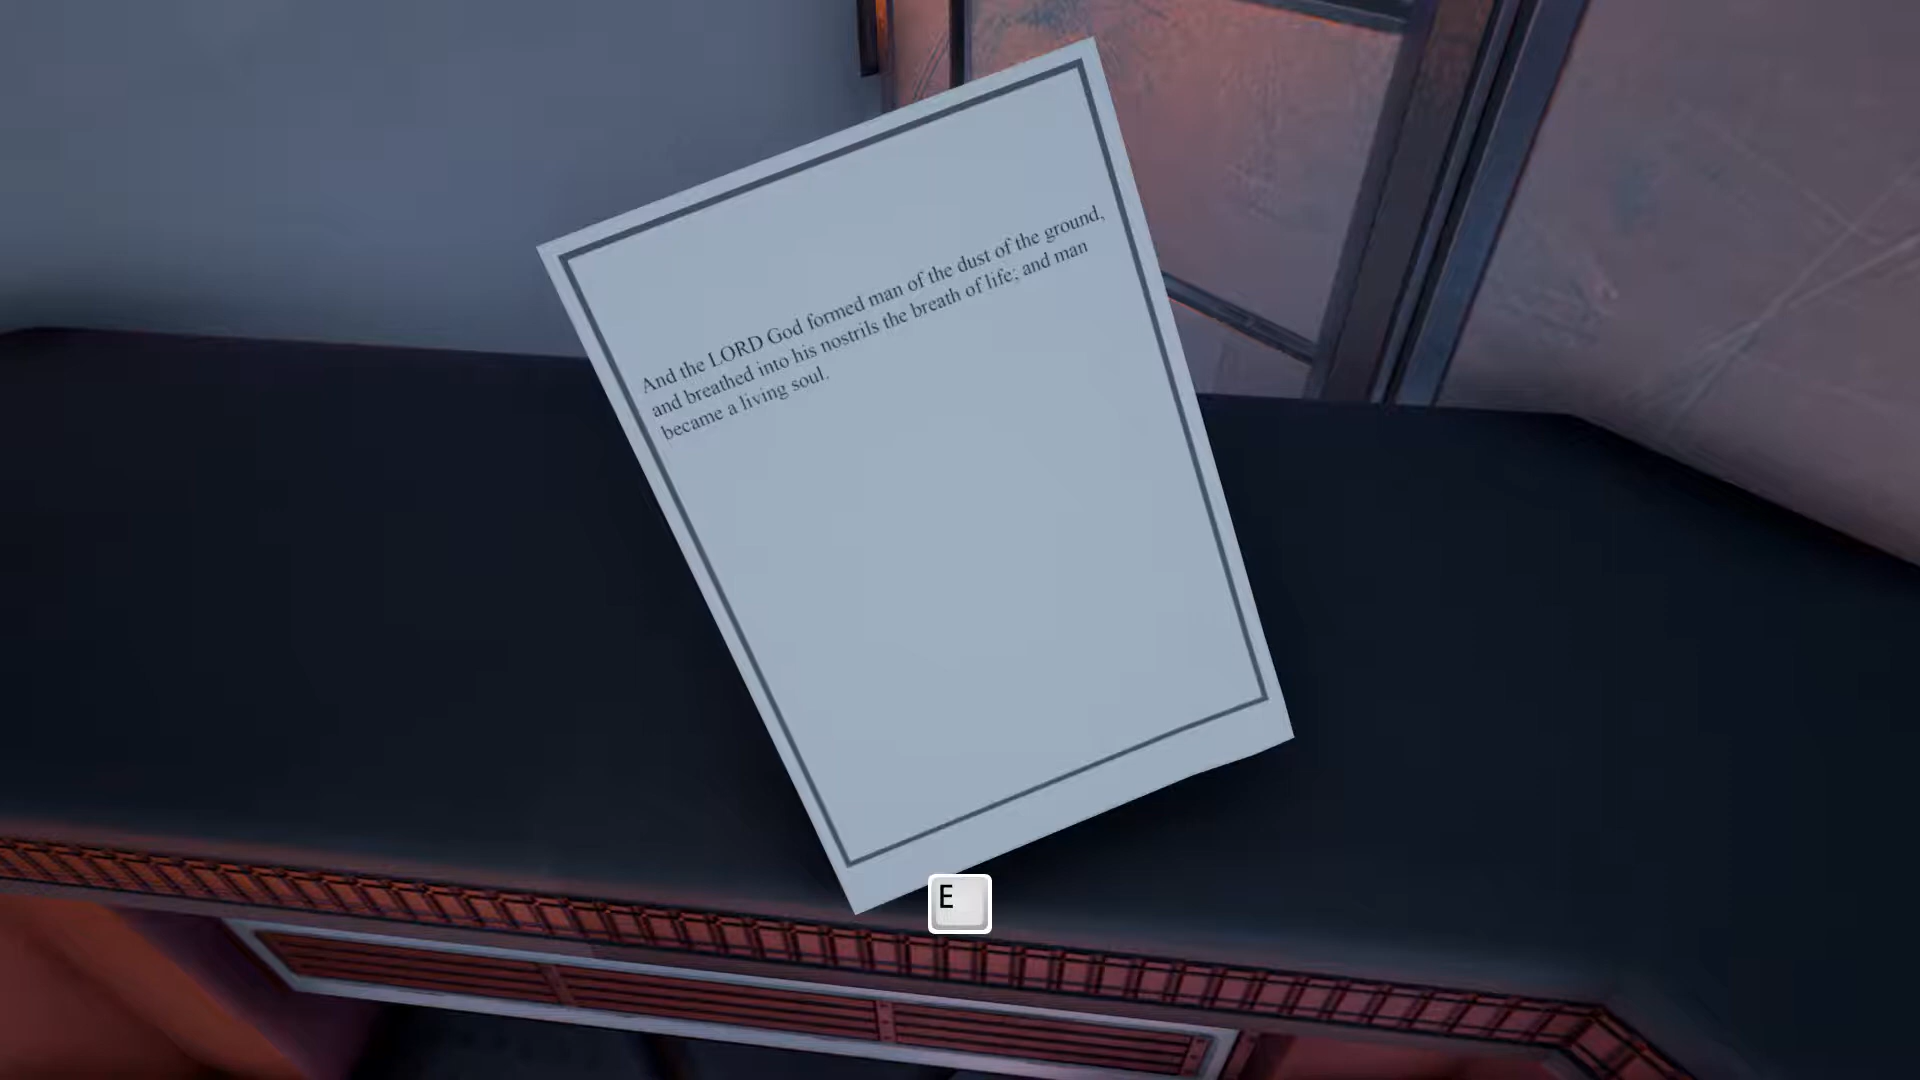 And the LORD God formed man of the dust of the ground,
and breathed into his nostrils the breath of life; and man
became a living soul.
E